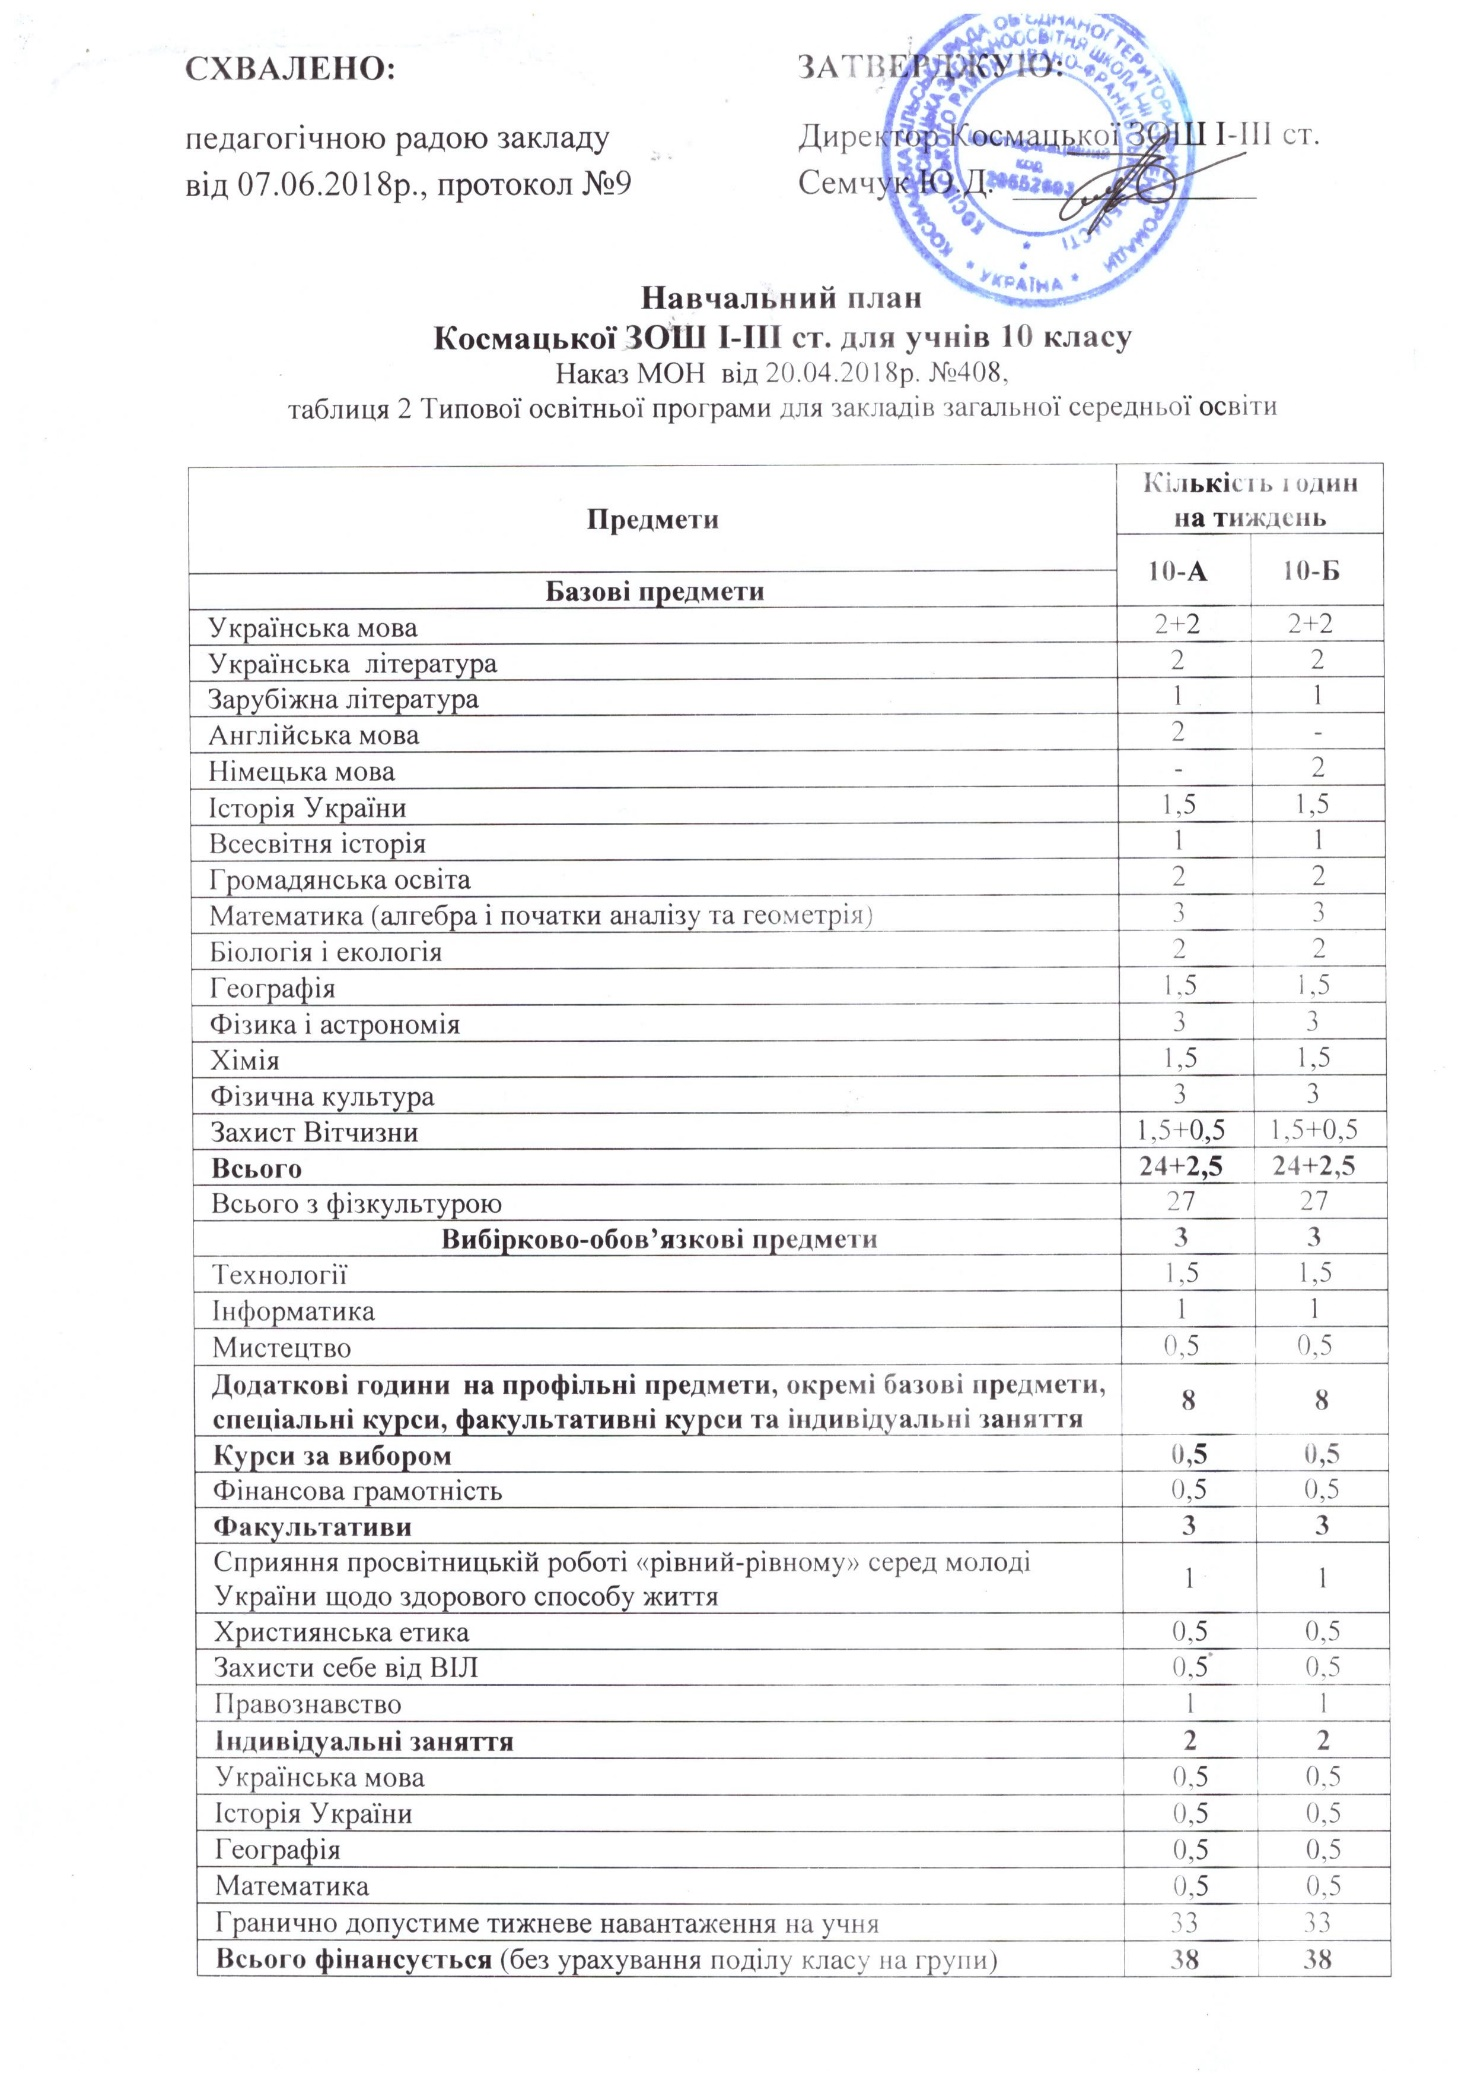 СХВАЛЕНО:
ЗАТВЕРДЖУЮ:
педагогічною радою закладу
Директор Космацької ЗОШ І-ІІІ ст.
від 07.06.2018р., протокол №9
Семчук Ю.Д.
УКРАЇНА
Навчальний план
Космацької ЗОШ І-ІІІ ст. для учнів 10 класу
Наказ МОН від 20.04.2018р. №408,
таблиця 2 Типової освітньої програми для закладів загальної середньої освіти
Предмети
Кількість годин
на тиждень
10-А 10-Б
Базові предмети
Українська мова 2+2 2+2
Українська література 2 2
Зарубіжна література 1 1
Англійська мова 2 -
Німецька мова - 2
Історія України 1,5 1,5
Всесвітня історія 1 1
Громадянська освіта 2 2
Математика (алгебра і початки аналізу та геометрія) 3 3
Біологія і екологія 2 2
Географія 1,5 1,5
Фізика і астрономія 3 3
Хімія 1,5 1,5
Фізична культура 3 3
Захист Вітчизни 1,5+0,5 1,5+0,5
Всього 24+2,5 24+2,5
Всього з фізкультурою 27 27
Вибірково-обов’язкові предмети 3 3
Технології 1,5 1,5
Інформатика 1 1
Мистецтво 0,5 0,5
Додаткові години на профільні предмети, окремі базові предмети,
спеціальні курси, факультативні курси та індивідуальні заняття 8 8
Курси за вибором 0,5 0,5
Фінансова грамотність 0,5 0,5
Факультативи 3 3
Сприяння просвітницькій роботі «рівний-рівному» серед молоді
України щодо здорового способу життя 1 1
Християнська етика 0,5 0,5
Захисти себе від ВІЛ 0,5 0,5
Правознавство 1 1
Індивідуальні заняття 2 2
Українська мова 0,5 0,5
Історія України 0,5 0,5
Географія 0,5 0,5
Математика 0,5 0,5
Гранично допустиме тижневе навантаження на учня 33 33
Всього фінансується (без урахування поділу класу на групи) 38 38